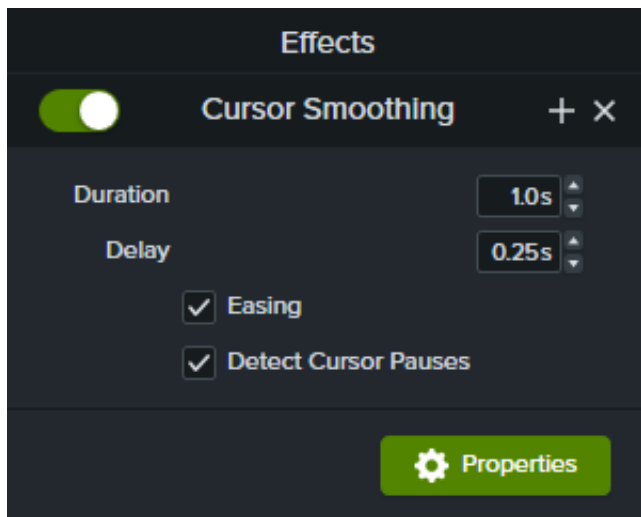 Effects
Cursor Smoothing
Duration 1.0s
Delay 0.25s
Easing
Detect Cursor Pauses
Properties